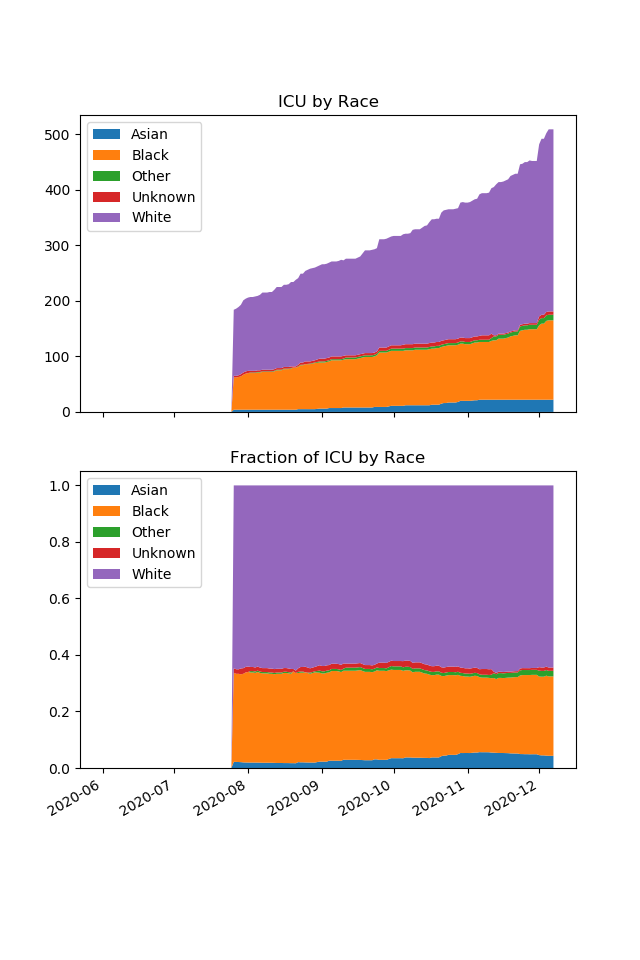 ICU by Race
500
400
300
200
100
0
Asian
Black
Other
Unknown
White
Fraction of ICU by Race
1.0
0.8
0.6
0.4
0.2
0.0
Asian
Black
Other
Unknown
White
2020-06
2020-07
2020-08
2020-09
2020-10
2020-11
2020-12